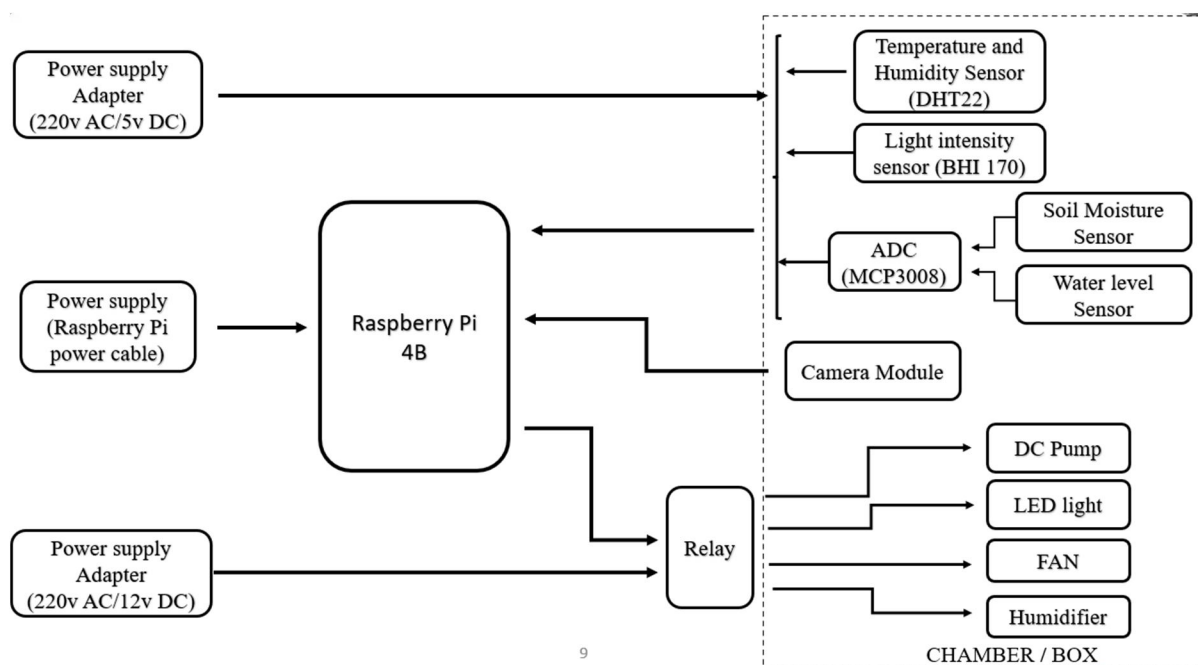 Power supply
Adapter
(220v AC/5v DC)
Temperature and
Humidity Sensor
(DHT22)
Light intensity
sensor (BHI 170)
Soil Moisture
Sensor
ADC
(MCP3008)
Water level
Sensor
Power supply
(Raspberry Pi
power cable)
Raspberry Pi
4B
Camera Module
DC Pump
LED light
Power supply
Adapter
(220v AC/12v DC)
Relay
FAN
Humidifier
9
CHAMBER / BOX